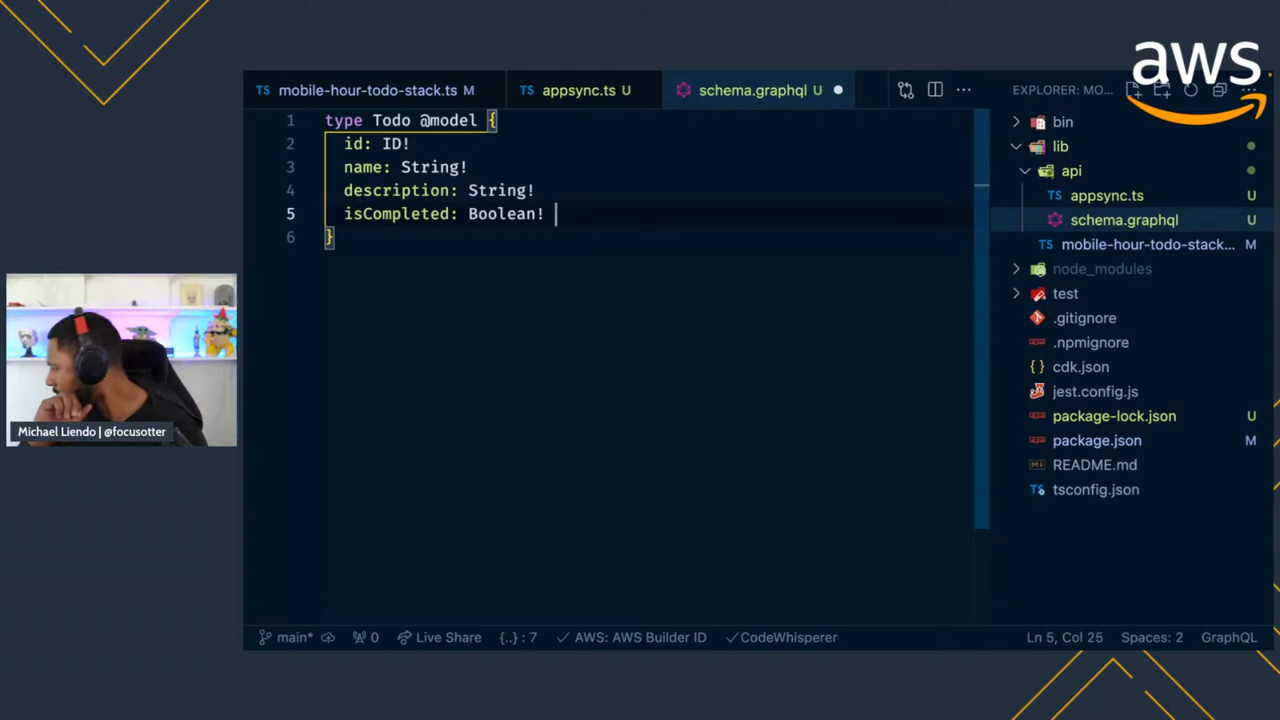 aws
mobile-hour-todo-stack.ts M
appsync.ts U
schema.graphql U
EXPLORER: MO...
1 type Todo @model {
2 id: ID!
3 name: String!
4 description: String!
5 isCompleted: Boolean!
6 }
bin
lib
api
TS appsync.ts U
schema.graphql U
TS mobile-hour-todo-stack... M
node_modules
test
.gitignore
.npmignore
{ } cdk.json
jest.config.js
package-lock.json U
package.json M
README.md
TS tsconfig.json
Michael Liendo | @focusotter
main* 0 Live Share {..} : 7 ✓ AWS: AWS Builder ID ✓CodeWhisperer Ln 5, Col 25 Spaces: 2 GraphQL